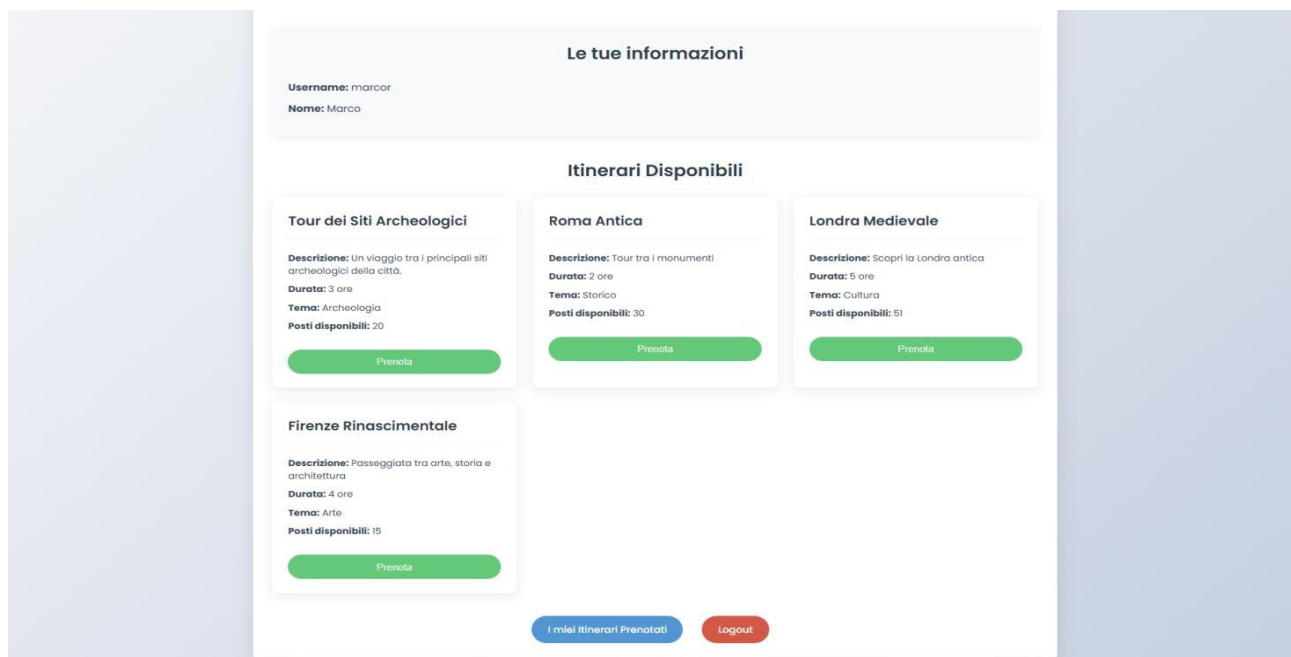 Le tue informazioni
Username: marcor
Nome: Marco
Itinerari Disponibili
Tour dei Siti Archeologici
Descrizione: Un viaggio tra i principali siti
archeologici della città.
Durata: 3 ore
Tema: Archeologia
Posti disponibili: 20
Prenota
Roma Antica
Descrizione: Tour tra i monumenti
Durata: 2 ore
Tema: Storico
Posti disponibili: 30
Prenota
Londra Medievale
Descrizione: Scopri la Londra antica
Durata: 5 ore
Tema: Cultura
Posti disponibili: 51
Prenota
Firenze Rinascimentale
Descrizione: Passeggiata tra arte, storia e
architettura
Durata: 4 ore
Tema: Arte
Posti disponibili: 15
Prenota
I miei Itinerari Prenotati
Logout